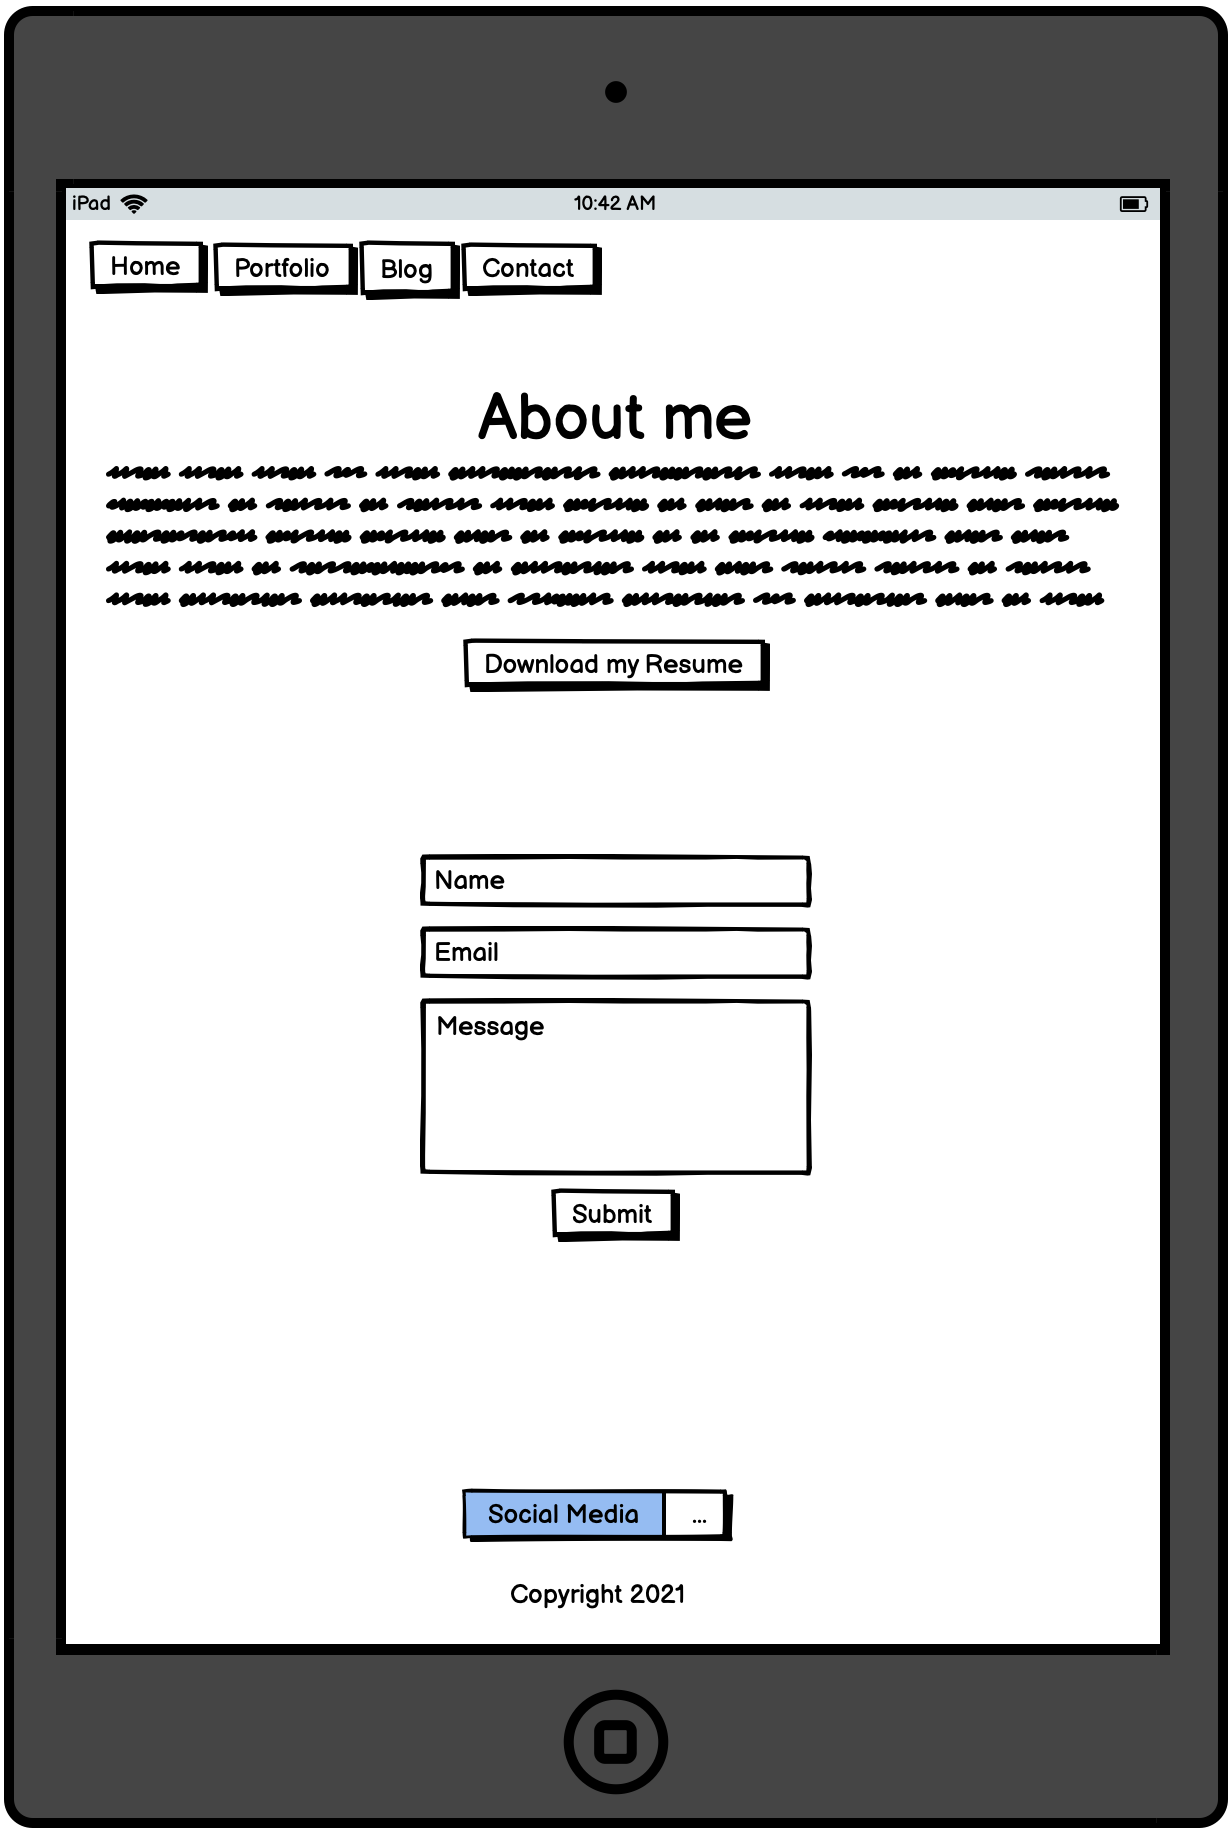 iPad 10:42 AM
Home Portfolio Blog Contact
About me
Download my Resume
Name
Email
Message
Submit
Social Media ...
Copyright 2021